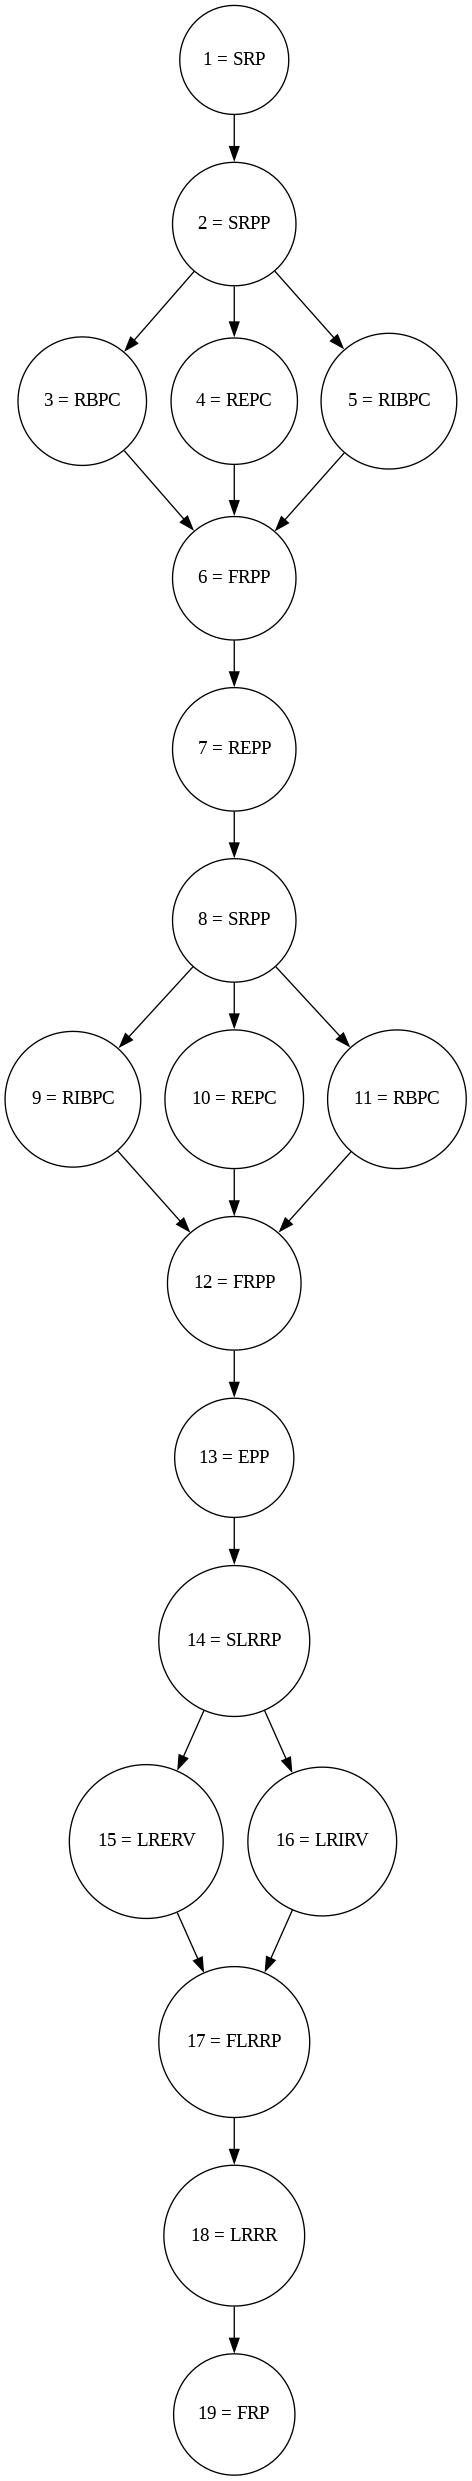 1 = SRP
2 = SRPP
3 = RBPC
4 = REPC
5 = RIBPC
6 = FRPP
7 = REPP
8 = SRPP
9 = RIBPC
10 = REPC
11 = RBPC
12 = FRPP
13 = EPP
14 = SLRRP
15 = LRERV
16 = LRIRV
17 = FLRRP
18 = LRRR
19 = FRP